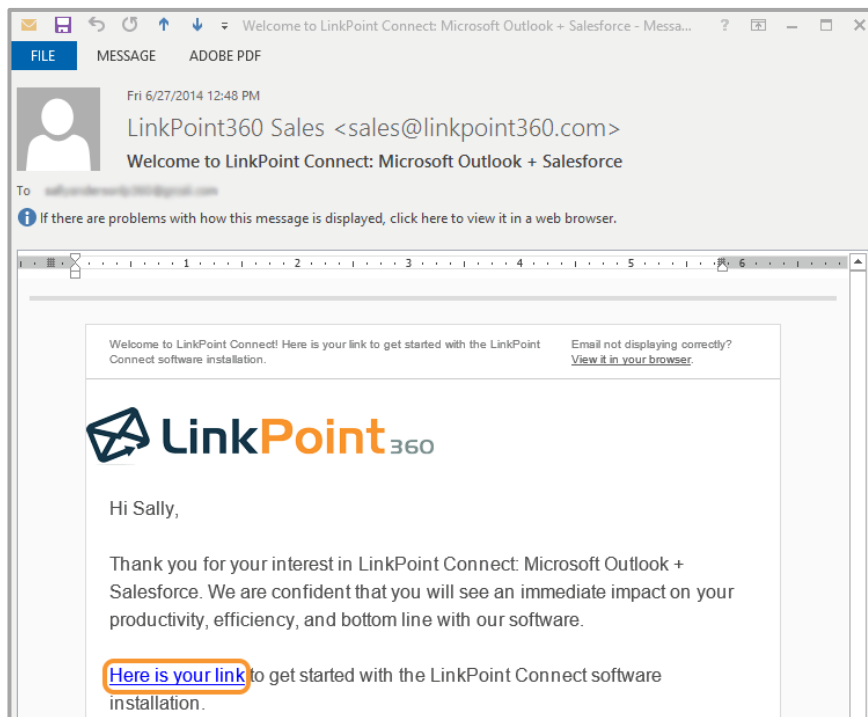 Welcome to LinkPoint Connect: Microsoft Outlook + Salesforce - Messa...
FILE MESSAGE ADOBE PDF
Fri 6/27/2014 12:48 PM
LinkPoint360 Sales <sales@linkpoint360.com>
Welcome to LinkPoint Connect: Microsoft Outlook + Salesforce
To
If there are problems with how this message is displayed, click here to view it in a web browser.
1 2 3 4 5 6
Welcome to LinkPoint Connect! Here is your link to get started with the LinkPoint
Connect software installation.
Email not displaying correctly?
View it in your browser.
LinkPoint360
Hi Sally,
Thank you for your interest in LinkPoint Connect: Microsoft Outlook +
Salesforce. We are confident that you will see an immediate impact on your
productivity, efficiency, and bottom line with our software.
Here is your link to get started with the LinkPoint Connect software
installation.